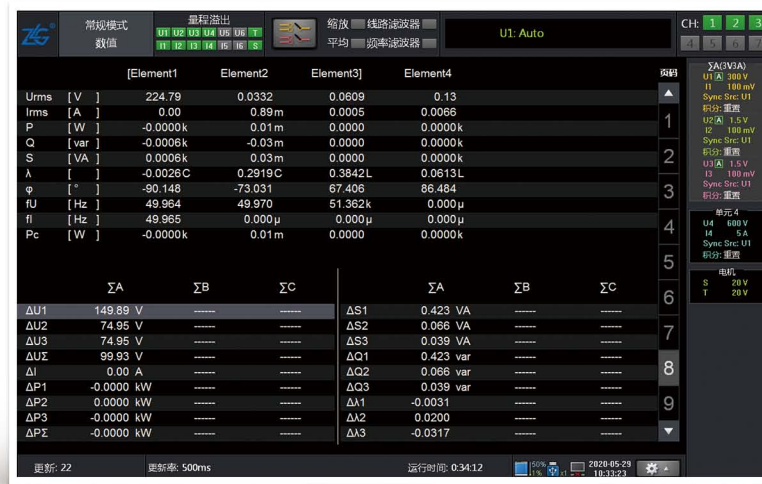 ZLG 常规模式 数值
量程溢出
U1 U2 U3 U4 U5 U6 T
I1 I2 I3 I4 I5 I6 S
缩放 线路滤波器
平均 频率滤波器
U1: Auto
CH: 1 2 3
4 5 6 7
[Element1 Element2 Element3] Element4 页码
Urms [V ] 224.79 0.0332 0.0609 0.13
Irms [A ] 0.00 0.89m 0.0005 0.0066
P [W ] -0.0000k 0.01m 0.0000 0.0000k
Q [var ] 0.0006k -0.03m 0.0000 0.0000k
S [VA ] 0.0006k 0.03m 0.0000 0.0000k
λ [ ] -0.0026C 0.2919C 0.3842L 0.0613L
φ [° ] -90.148 -73.031 67.406 86.484
fU [Hz ] 49.964 49.970 51.362k 0.000μ
fI [Hz ] 49.965 0.000μ 0.000μ 0.000μ
Pc [W ] -0.0000k 0.01m 0.0000 0.0000k
ΣA ΣB ΣC ΣA ΣB ΣC
ΔU1 149.89 V ------ ------ ΔS1 0.423 VA ------ ------
ΔU2 74.95 V ------ ------ ΔS2 0.066 VA ------ ------
ΔU3 74.95 V ------ ------ ΔS3 0.039 VA ------ ------
ΔUΣ 99.93 V ------ ------ ΔQ1 0.423 var ------ ------
ΔI 0.00 A ------ ------ ΔQ2 0.066 var ------ ------
ΔP1 -0.0000 kW ------ ------ ΔQ3 0.039 var ------ ------
ΔP2 0.0000 kW ------ ------ Δλ1 -0.0031 ------ ------
ΔP3 -0.0000 kW ------ ------ Δλ2 0.0200 ------ ------
ΔPΣ -0.0000 kW ------ ------ Δλ3 -0.0317 ------ ------
1
2
3
4
5
6
7
8
9
ΣA(3V3A)
U1 A 300 V
I1 100 mV
Sync Src: U1
积分: 重置
U2 A 1.5 V
I2 100 mV
Sync Src: U1
积分: 重置
U3 A 1.5 V
I3 100 mV
Sync Src: U1
积分: 重置
单元 4
U4 600 V
I4 5 A
Sync Src: U1
积分: 重置
电机
S 20 V
T 20 V
更新: 22 更新率: 500ms 运行时间: 0:34:12 50% 1% x1 2020-05-29
10:33:23